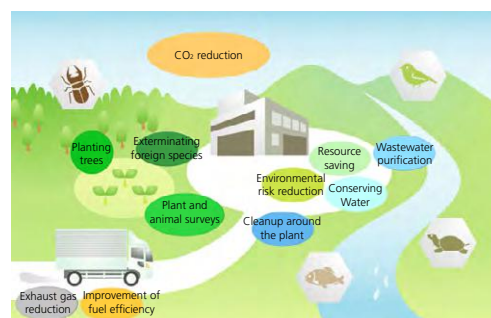 CO₂ reduction
Planting
trees
Exterminating
foreign species
Resource
saving
Wastewater
purification
Environmental
risk reduction
Conserving
Water
Plant and
animal surveys
Cleanup around
the plant
Exhaust gas
reduction
Improvement of
fuel efficiency